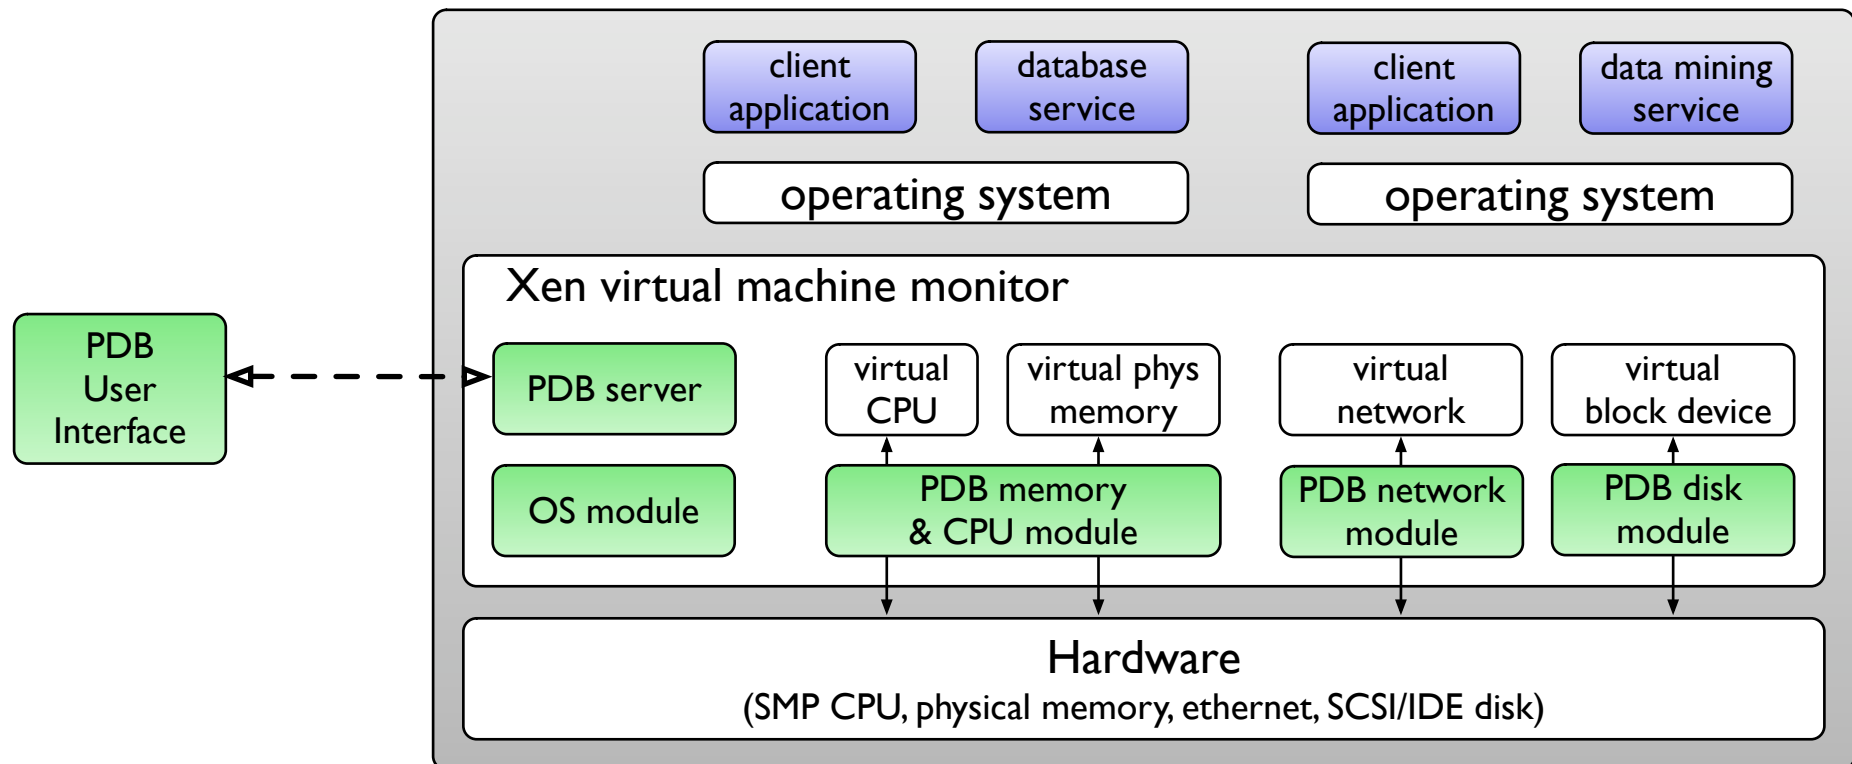 client
application
database
service
client
application
data mining
service
operating system
operating system
Xen virtual machine monitor
PDB
User
Interface
PDB server
virtual
CPU
virtual phys
memory
virtual
network
virtual
block device
OS module
PDB memory
& CPU module
PDB network
module
PDB disk
module
Hardware
(SMP CPU, physical memory, ethernet, SCSI/IDE disk)